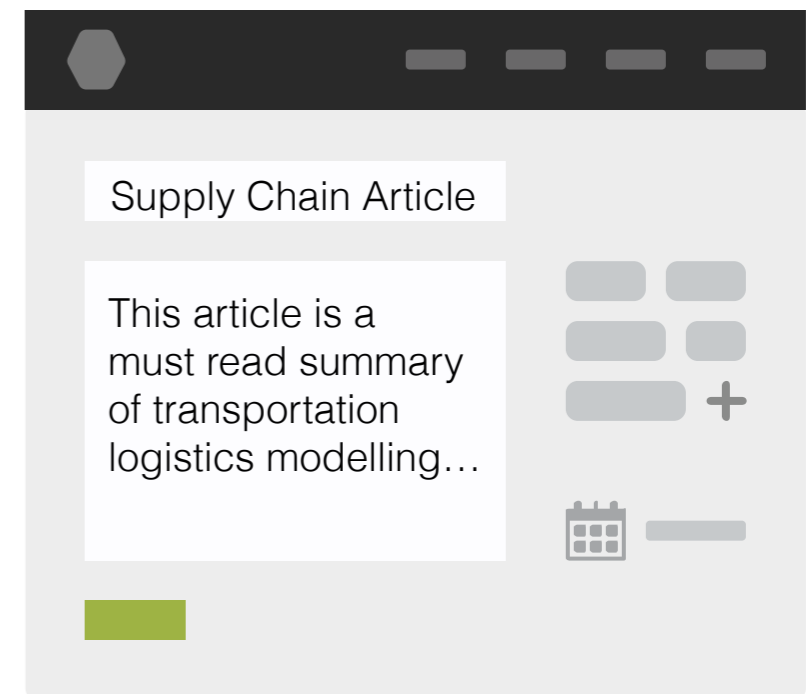 Supply Chain Article
This article is a
must read summary
of transportation
logistics modelling…